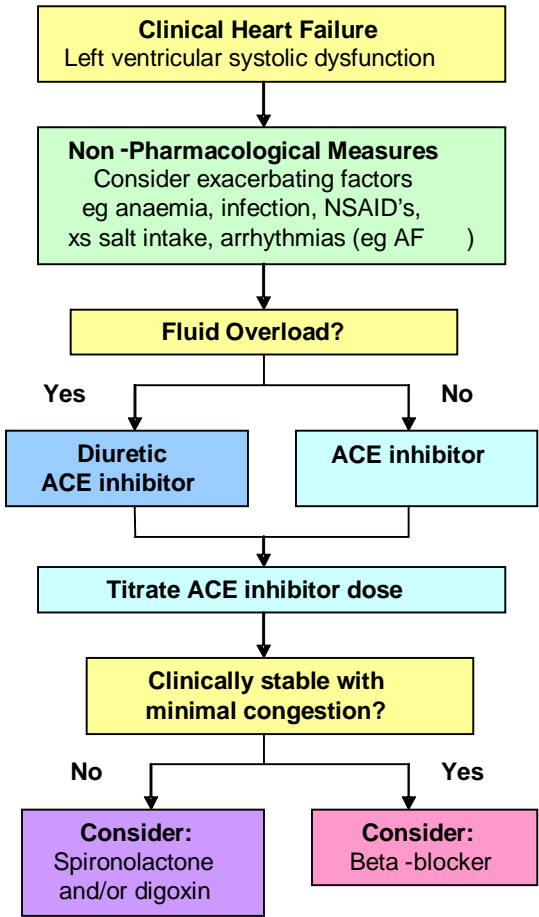 Clinical Heart Failure
Left ventricular systolic dysfunction
Non -Pharmacological Measures
Consider exacerbating factors
eg anaemia, infection, NSAID's,
xs salt intake, arrhythmias (eg AF )
Fluid Overload?
Yes
No
Diuretic
ACE inhibitor
ACE inhibitor
Titrate ACE inhibitor dose
Clinically stable with
minimal congestion?
No
Yes
Consider:
Spironolactone
and/or digoxin
Consider:
Beta -blocker